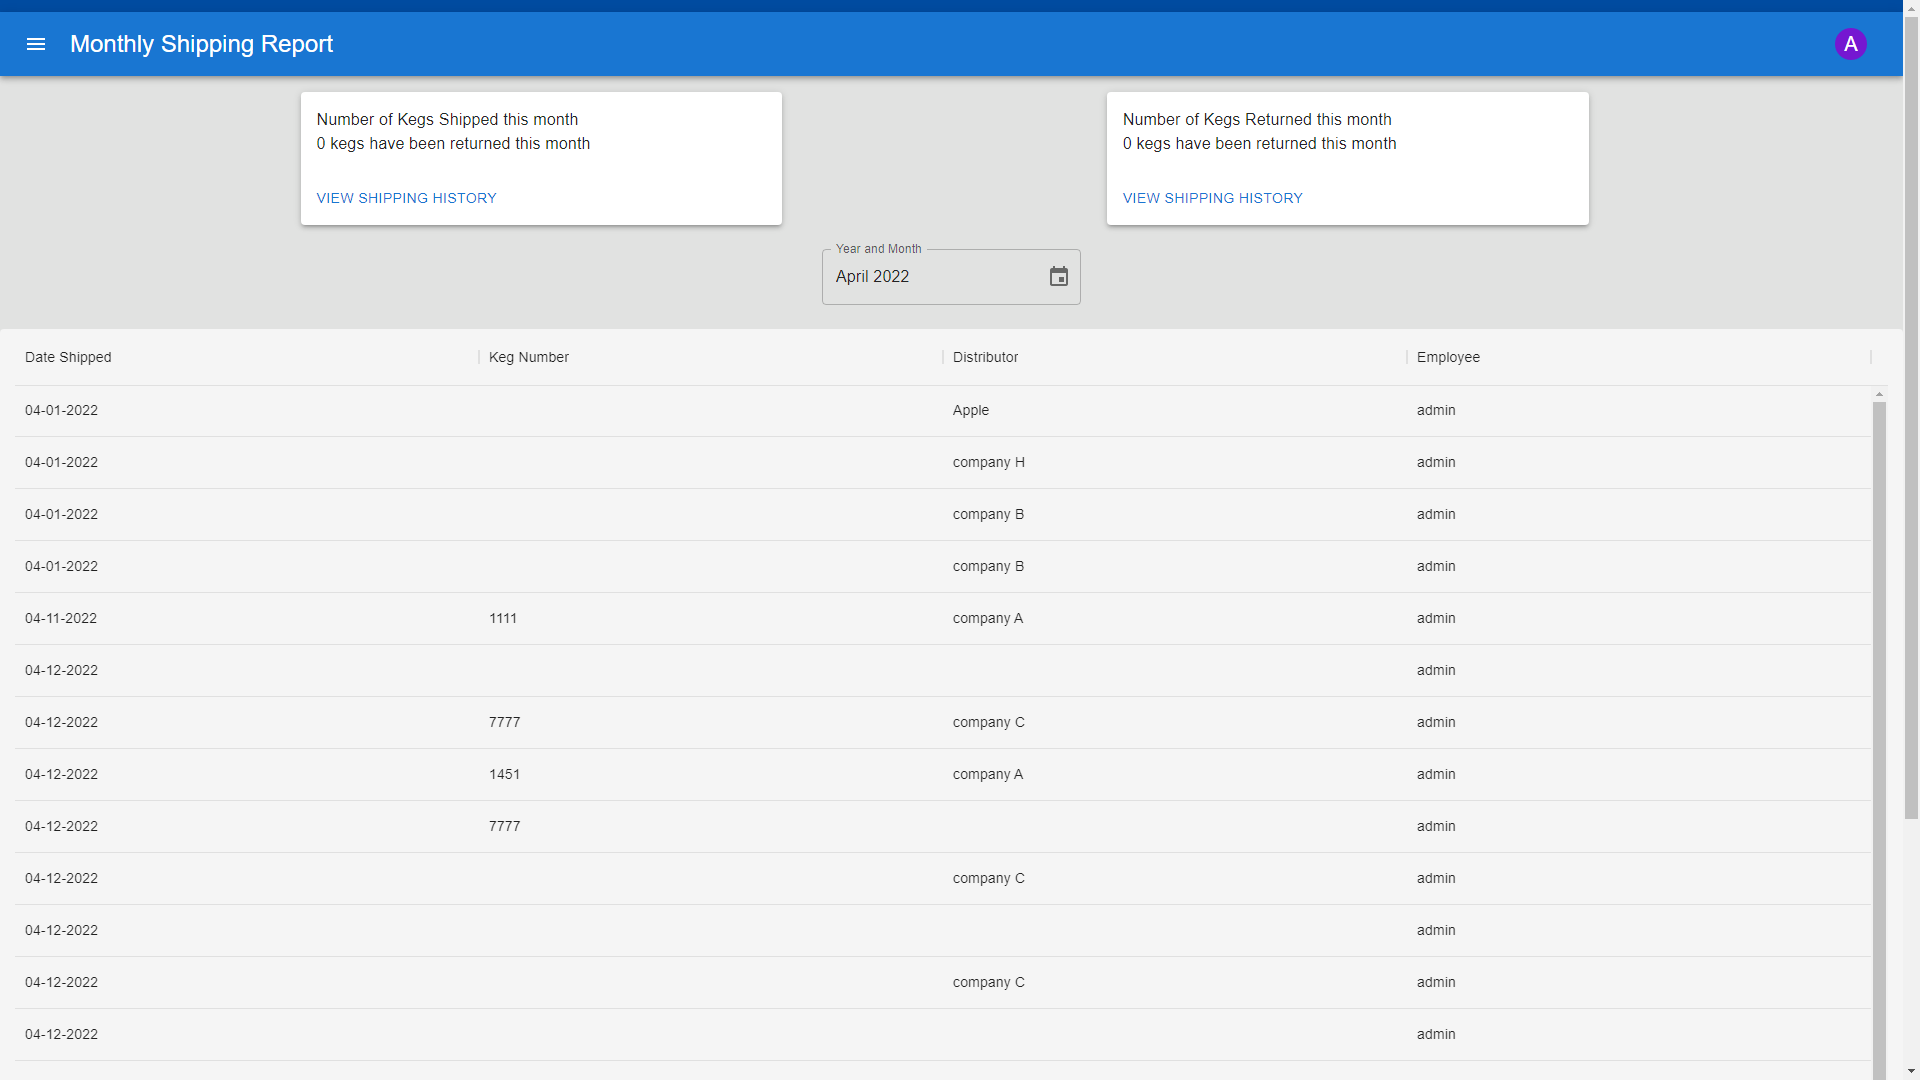 Monthly Shipping Report
A
Number of Kegs Shipped this month
0 kegs have been returned this month
VIEW SHIPPING HISTORY
Number of Kegs Returned this month
0 kegs have been returned this month
VIEW SHIPPING HISTORY
Year and Month
April 2022
Date Shipped Keg Number Distributor Employee
04-01-2022 Apple admin
04-01-2022 company H admin
04-01-2022 company B admin
04-01-2022 company B admin
04-11-2022 1111 company A admin
04-12-2022 admin
04-12-2022 7777 company C admin
04-12-2022 1451 company A admin
04-12-2022 7777 admin
04-12-2022 company C admin
04-12-2022 admin
04-12-2022 company C admin
04-12-2022 admin